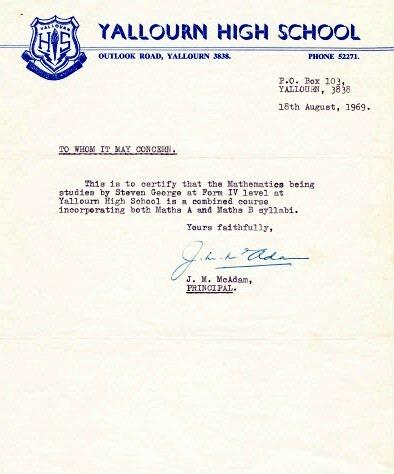 YALLOURN
H S
YALLOURN HIGH SCHOOL
OUTLOOK ROAD, YALLOURN 3838.
PHONE 52271.
P.O. Box 103,
YALLOURN, 3838
18th August, 1969.
TO WHOM IT MAY CONCERN.
This is to certify that the Mathematics being
studies by Steven George at Form IV level at
Yallourn High School is a combined course
incorporating both Maths A and Maths B syllabi.
Yours faithfully,
J. M. McAdam
J. M. McAdam,
PRINCIPAL.